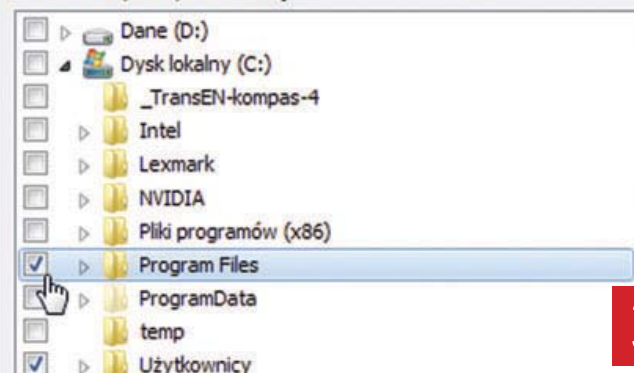 Dane (D:)
Dysk lokalny (C:)
_TransEN-kompas-4
Intel
Lexmark
NVIDIA
Pliki programów (x86)
Program Files
ProgramData
temp
Użytkownicy